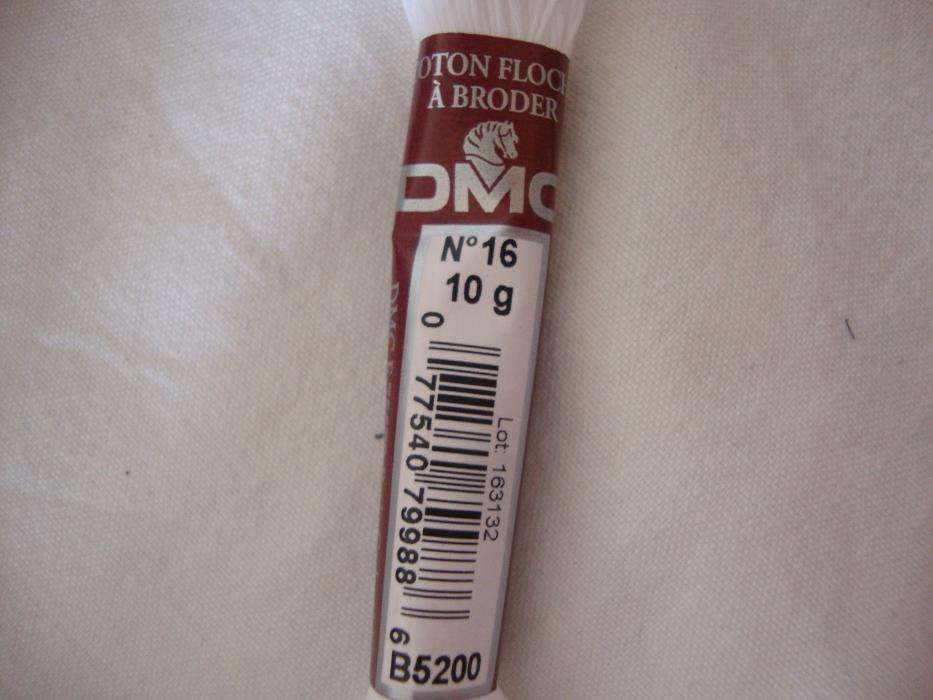 OTON FLOCH
À BRODER
DMC
N° 16
10 g
0
77540 79988
6
Lot: 163132
B5200